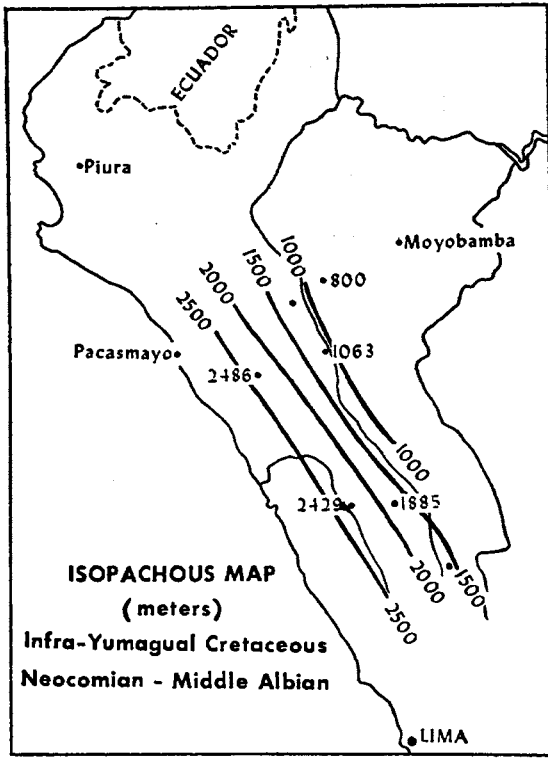 ECUADOR
Piura
Moyobamba
1000
1500
2000
2500
800
Pacasmayo
1063
2486
1000
2429
1885
1500
2000
2500
ISOPACHOUS MAP
(meters)
Infra-Yumagual Cretaceous
Neocomian - Middle Albian
LIMA